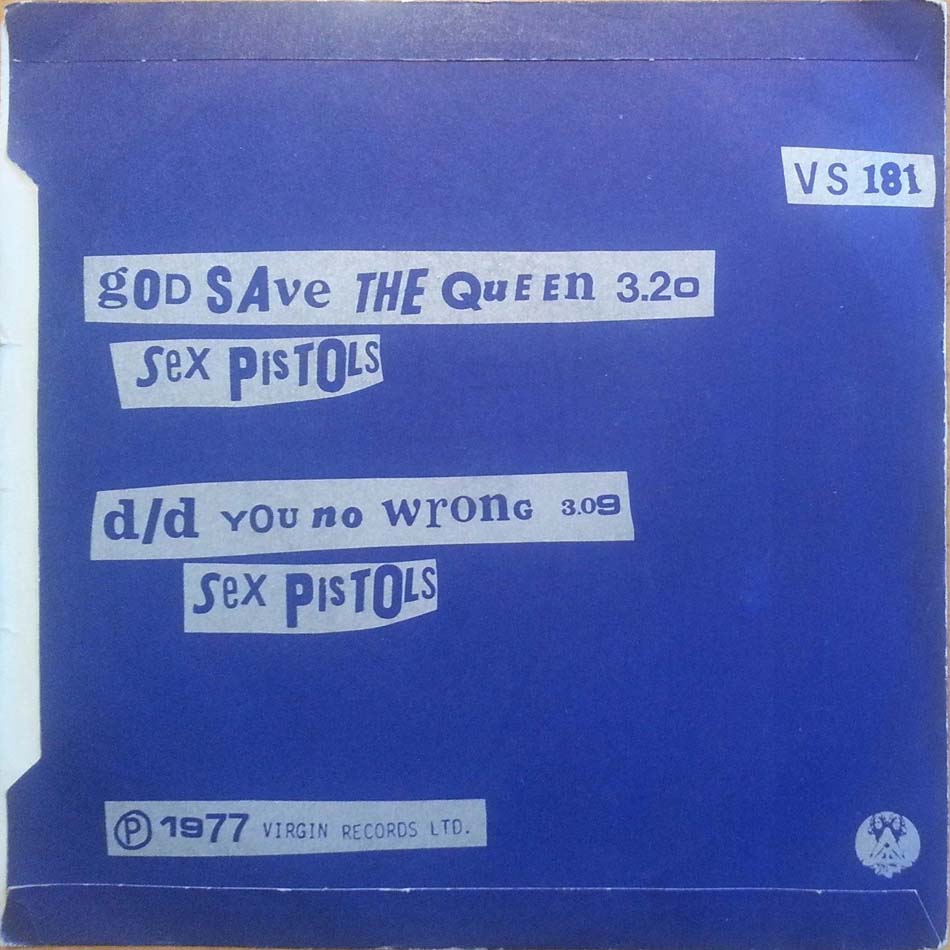 VS 181
gOD SAve THE QuEEn 3.20
SeX PISTOLS
d/d YOU no wronG 3.09
SeX PISTOLS
℗ 1977 VIRGIN RECORDS LTD.